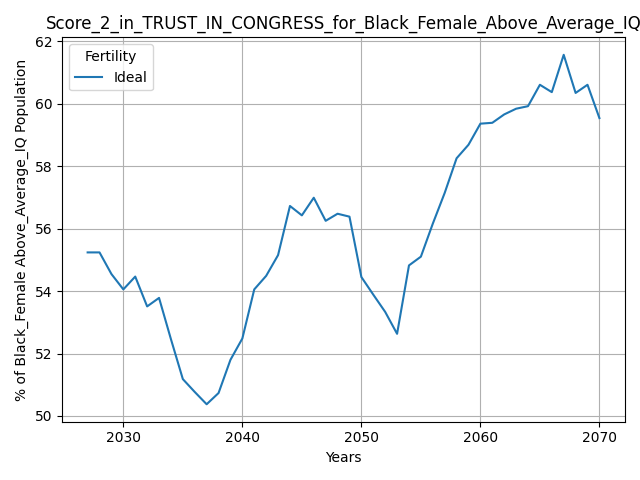 Score_2_in_TRUST_IN_CONGRESS_for_Black_Female_Above_Average_IQ
% of Black_Female Above_Average_IQ Population
62
60
58
56
54
52
50
Fertility
Ideal
2030 2040 2050 2060 2070
Years